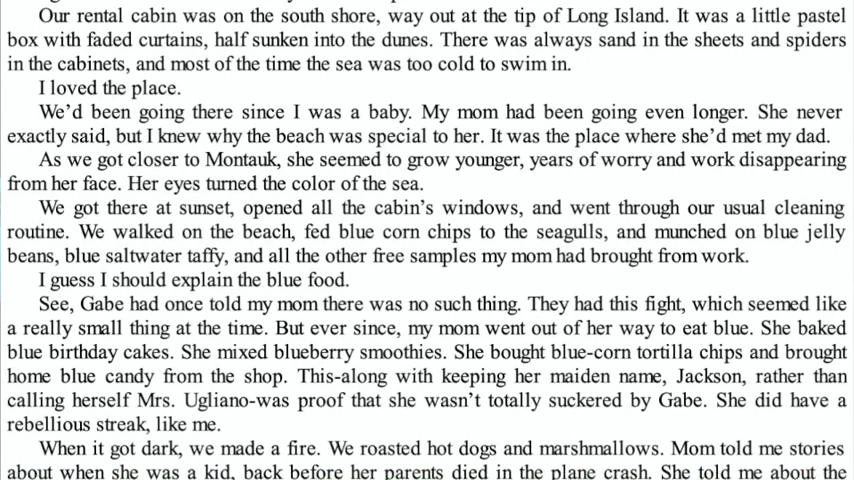 Our rental cabin was on the south shore, way out at the tip of Long Island. It was a little pastel
box with faded curtains, half sunken into the dunes. There was always sand in the sheets and spiders
in the cabinets, and most of the time the sea was too cold to swim in.
I loved the place.
We’d been going there since I was a baby. My mom had been going even longer. She never
exactly said, but I knew why the beach was special to her. It was the place where she’d met my dad.
As we got closer to Montauk, she seemed to grow younger, years of worry and work disappearing
from her face. Her eyes turned the color of the sea.
We got there at sunset, opened all the cabin’s windows, and went through our usual cleaning
routine. We walked on the beach, fed blue corn chips to the seagulls, and munched on blue jelly
beans, blue saltwater taffy, and all the other free samples my mom had brought from work.
I guess I should explain the blue food.
See, Gabe had once told my mom there was no such thing. They had this fight, which seemed like
a really small thing at the time. But ever since, my mom went out of her way to eat blue. She baked
blue birthday cakes. She mixed blueberry smoothies. She bought blue-corn tortilla chips and brought
home blue candy from the shop. This-along with keeping her maiden name, Jackson, rather than
calling herself Mrs. Ugliano-was proof that she wasn’t totally suckered by Gabe. She did have a
rebellious streak, like me.
When it got dark, we made a fire. We roasted hot dogs and marshmallows. Mom told me stories
about when she was a kid, back before her parents died in the plane crash. She told me about the